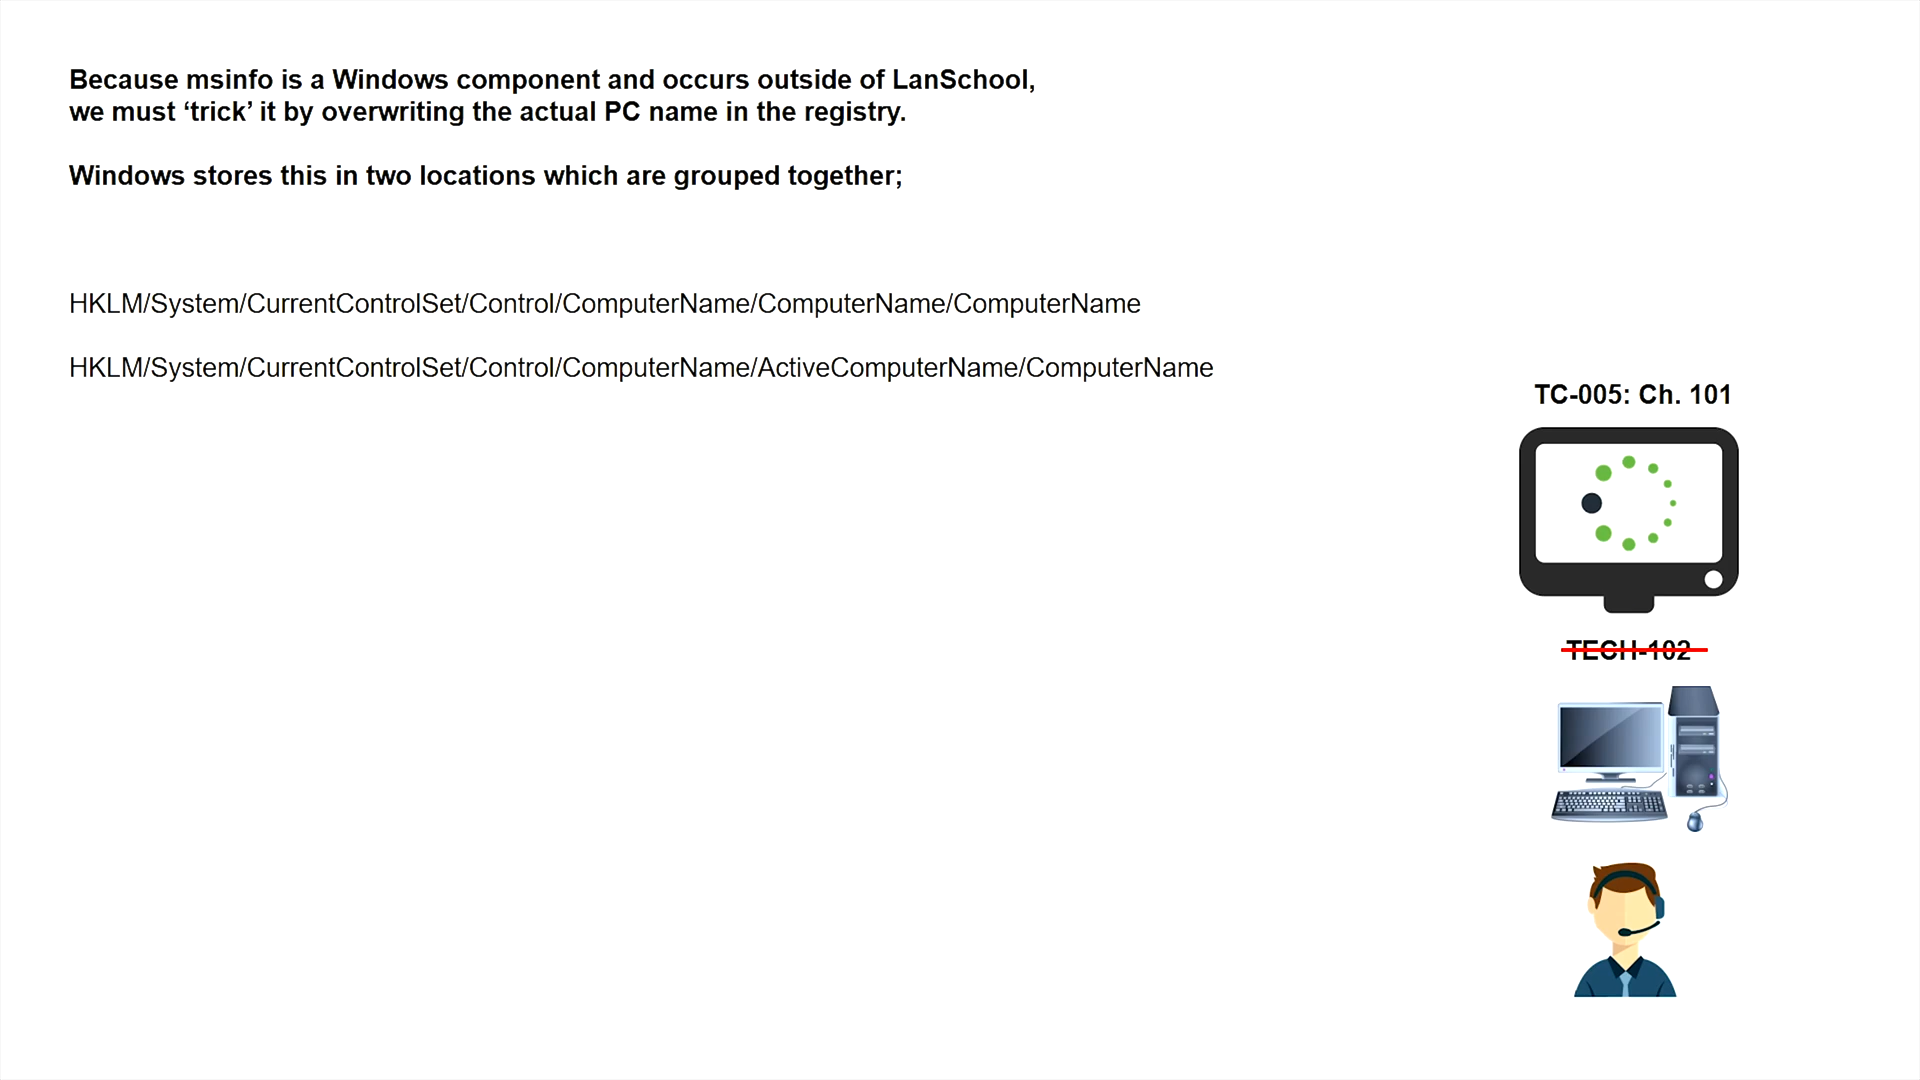 Because msinfo is a Windows component and occurs outside of LanSchool,
we must ‘trick’ it by overwriting the actual PC name in the registry.
Windows stores this in two locations which are grouped together;
HKLM/System/CurrentControlSet/Control/ComputerName/ComputerName/ComputerName
HKLM/System/CurrentControlSet/Control/ComputerName/ActiveComputerName/ComputerName
TC-005: Ch. 101
TECH-102